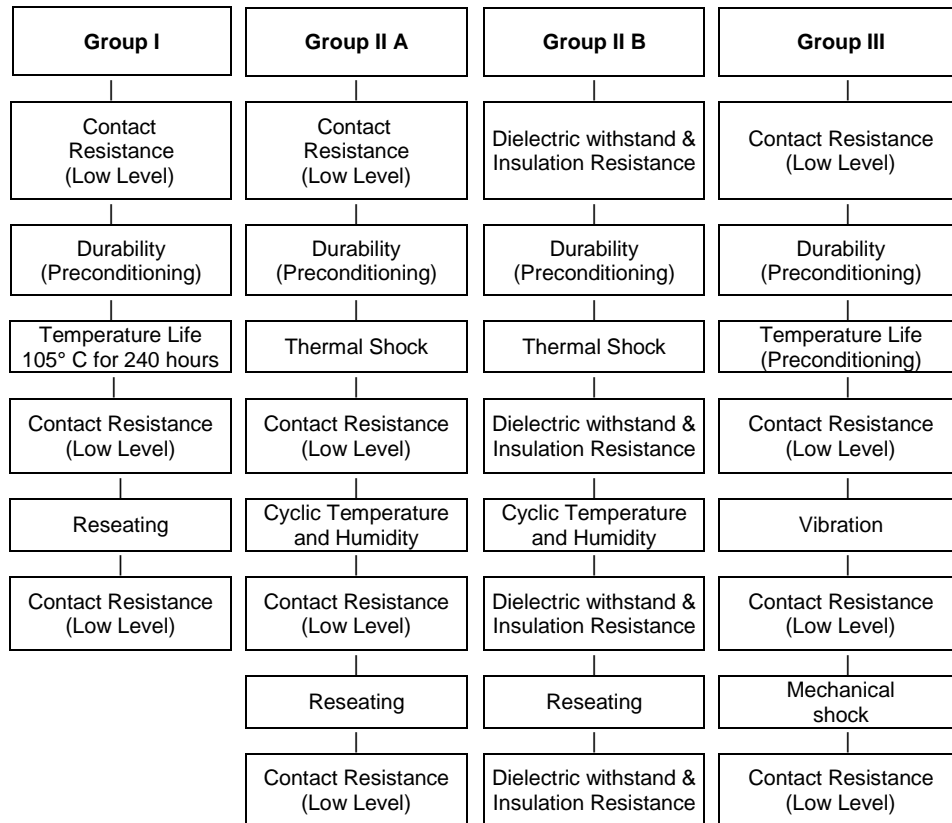 Group I
Group II A
Group II B
Group III
Contact
Resistance
(Low Level)
Contact
Resistance
(Low Level)
Dielectric withstand &
Insulation Resistance
Contact Resistance
(Low Level)
Durability
(Preconditioning)
Durability
(Preconditioning)
Durability
(Preconditioning)
Durability
(Preconditioning)
Temperature Life
105° C for 240 hours
Thermal Shock
Thermal Shock
Temperature Life
(Preconditioning)
Contact Resistance
(Low Level)
Contact Resistance
(Low Level)
Dielectric withstand &
Insulation Resistance
Contact Resistance
(Low Level)
Reseating
Cyclic Temperature
and Humidity
Cyclic Temperature
and Humidity
Vibration
Contact Resistance
(Low Level)
Contact Resistance
(Low Level)
Dielectric withstand &
Insulation Resistance
Contact Resistance
(Low Level)
Reseating
Reseating
Mechanical
shock
Contact Resistance
(Low Level)
Dielectric withstand &
Insulation Resistance
Contact Resistance
(Low Level)